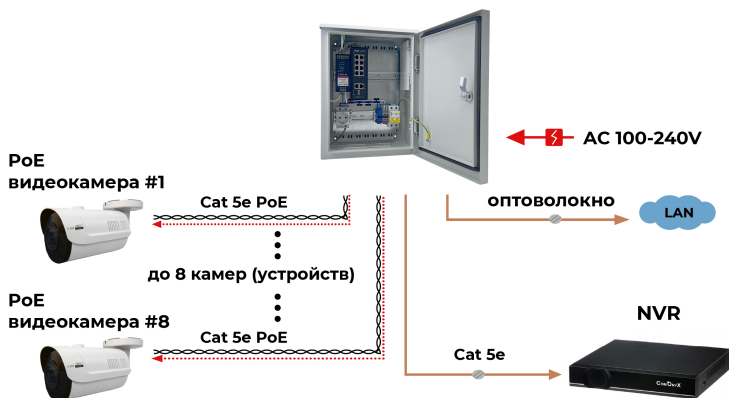 AC 100-240V
PoE
видеокамера #1
Cat 5e PoE
оптоволокно
LAN
до 8 камер (устройств)
PoE
видеокамера #8
Cat 5e PoE
NVR
Cat 5e